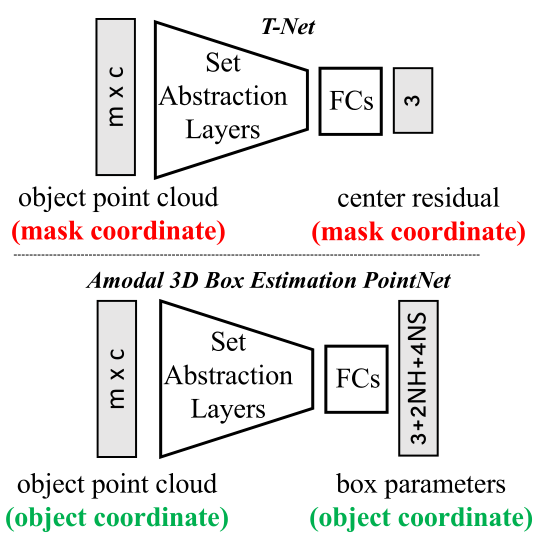 T-Net
m x c
Set
Abstraction
Layers
FCs
3
object point cloud
(mask coordinate)
center residual
(mask coordinate)
Amodal 3D Box Estimation PointNet
m x c
Set
Abstraction
Layers
FCs
3+2NH+4NS
object point cloud
(object coordinate)
box parameters
(object coordinate)